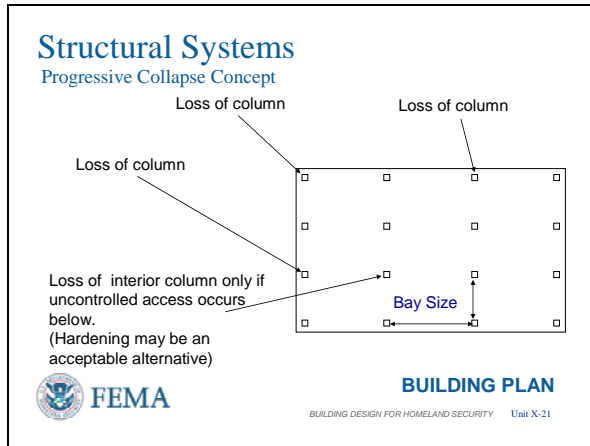 Structural Systems
Progressive Collapse Concept
Loss of column
Loss of column
Loss of column
Loss of interior column only if
uncontrolled access occurs
below.
(Hardening may be an
acceptable alternative)
Bay Size
FEMA
BUILDING PLAN
BUILDING DESIGN FOR HOMELAND SECURITY Unit X-21